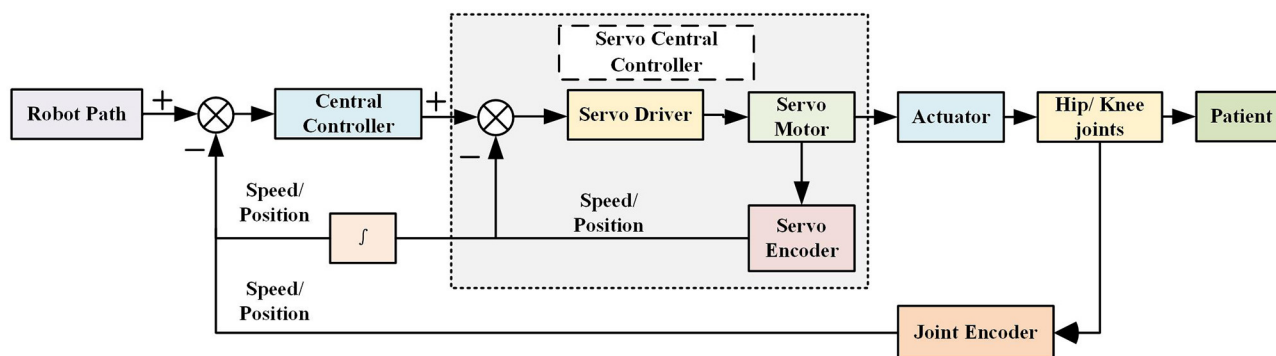 Servo Central
Controller
Robot Path
+
Central
Controller
+
Servo Driver
Servo
Motor
Actuator
Hip/ Knee
joints
Patient
−
−
Speed/
Position
∫
Speed/
Position
Servo
Encoder
Speed/
Position
Joint Encoder